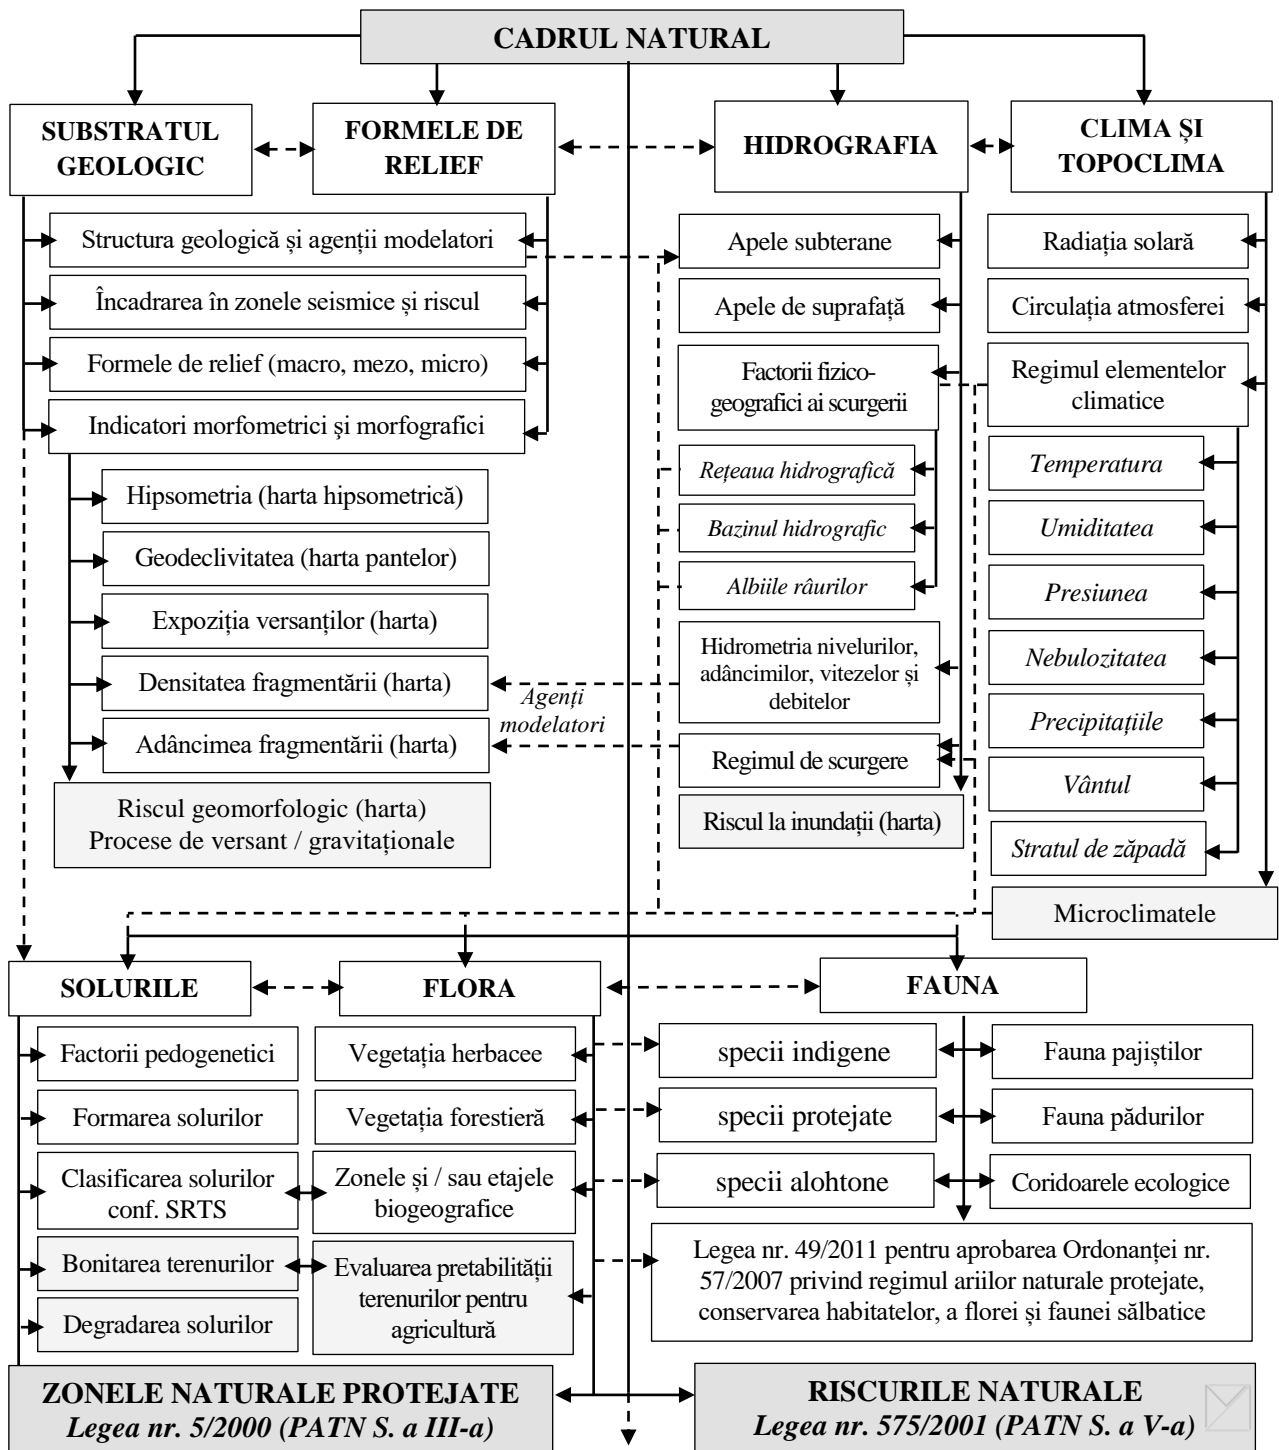 CADRUL NATURAL
SUBSTRATUL
GEOLOGIC
FORMELE DE
RELIEF
HIDROGRAFIA
CLIMA ȘI
TOPOCLIMA
Structura geologică și agenții modelatori
Încadrarea în zonele seismice și riscul
Formele de relief (macro, mezo, micro)
Indicatori morfometrici şi morfografici
Hipsometria (harta hipsometrică)
Geodeclivitatea (harta pantelor)
Expoziția versanților (harta)
Densitatea fragmentării (harta)
Adâncimea fragmentării (harta)
Riscul geomorfologic (harta)
Procese de versant / gravitaționale
Agenți
modelatori
Apele subterane
Apele de suprafață
Factorii fizico-
geografici ai scurgerii
Rețeaua hidrografică
Bazinul hidrografic
Albiile râurilor
Hidrometria nivelurilor,
adâncimilor, vitezelor și
debitelor
Regimul de scurgere
Riscul la inundații (harta)
Radiația solară
Circulația atmosferei
Regimul elementelor
climatice
Temperatura
Umiditatea
Presiunea
Nebulozitatea
Precipitațiile
Vântul
Stratul de zăpadă
Microclimatele
SOLURILE
FLORA
FAUNA
Factorii pedogenetici
Formarea solurilor
Clasificarea solurilor
conf. SRTS
Bonitarea terenurilor
Degradarea solurilor
Vegetația herbacee
Vegetația forestieră
Zonele și / sau etajele
biogeografice
Evaluarea pretabilității
terenurilor pentru
agricultură
specii indigene
specii protejate
specii alohtone
Fauna pajiștilor
Fauna pădurilor
Coridoarele ecologice
Legea nr. 49/2011 pentru aprobarea Ordonanței nr.
57/2007 privind regimul ariilor naturale protejate,
conservarea habitatelor, a florei și faunei sălbatice
ZONELE NATURALE PROTEJATE
Legea nr. 5/2000 (PATN S. a III-a)
RISCURILE NATURALE
Legea nr. 575/2001 (PATN S. a V-a)